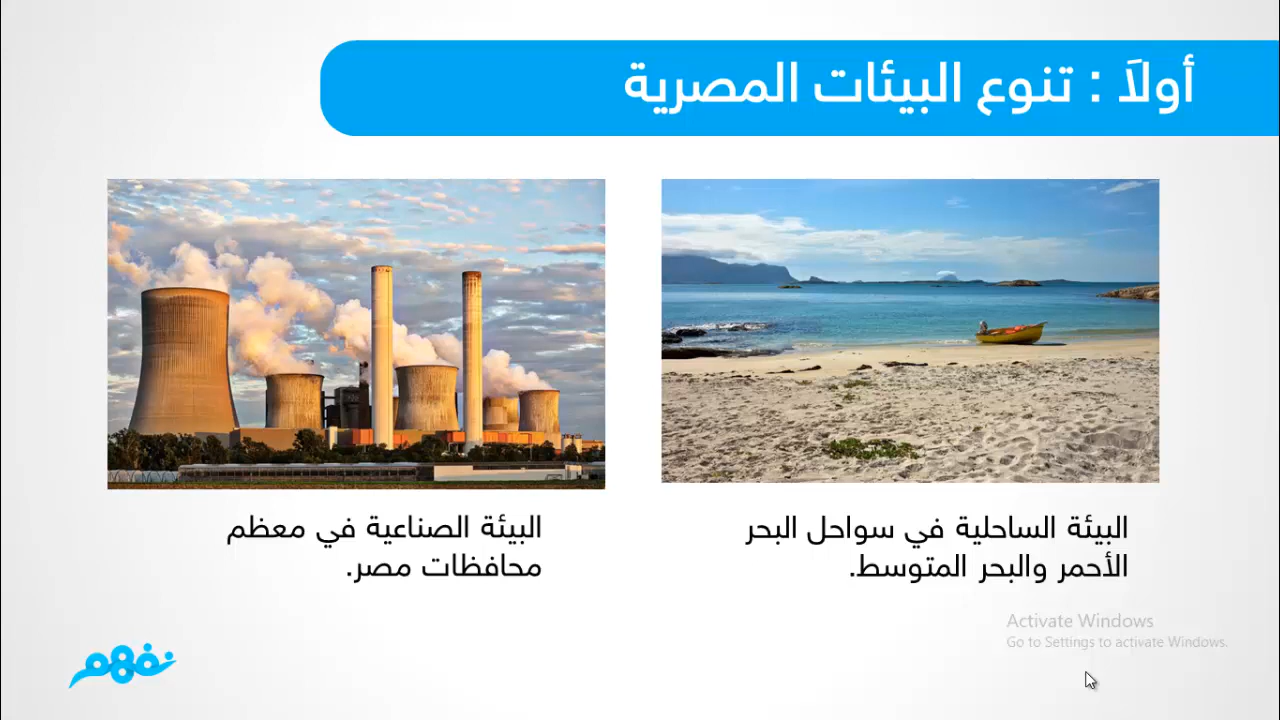 أولاً : تنوع البيئات المصرية
البيئة الساحلية في سواحل البحر
الأحمر والبحر المتوسط.
البيئة الصناعية في معظم
محافظات مصر.
Activate Windows
Go to Settings to activate Windows.
نفهم